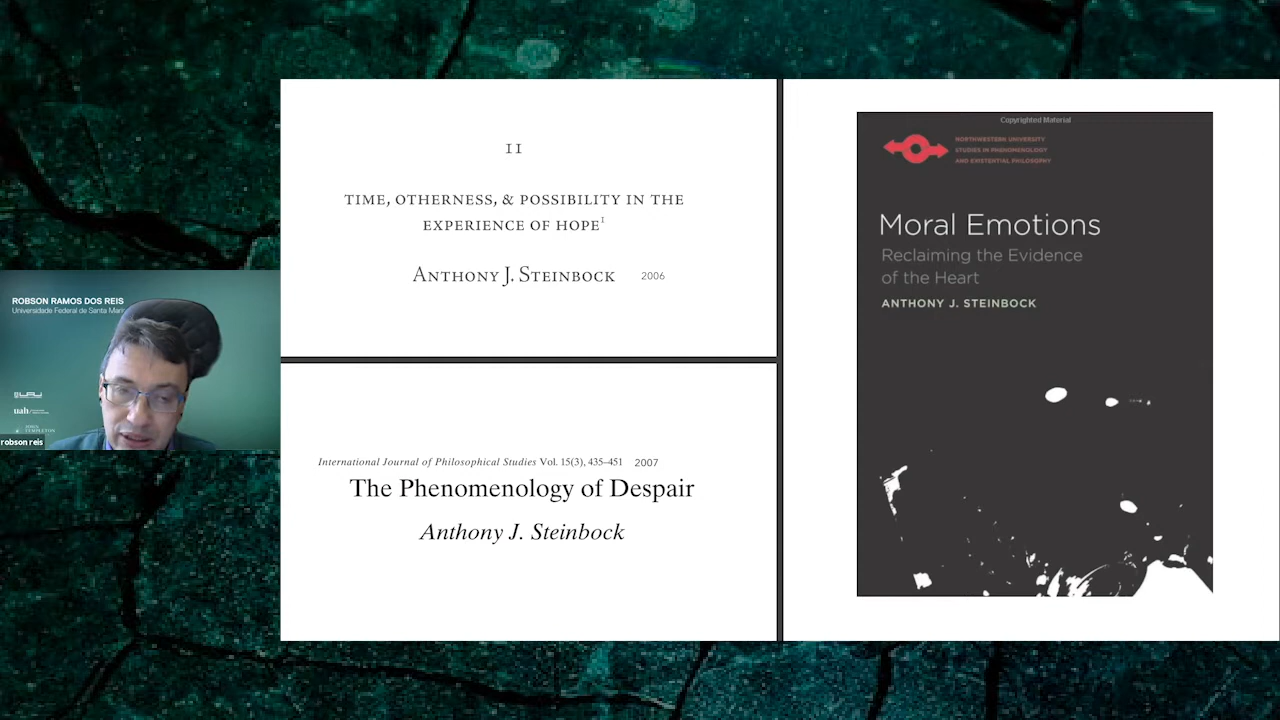 II
TIME, OTHERNESS, & POSSIBILITY IN THE
EXPERIENCE OF HOPE¹
ANTHONY J. STEINBOCK 2006
International Journal of Philosophical Studies Vol. 15(3), 435–451 2007
The Phenomenology of Despair
Anthony J. Steinbock
Copyrighted Material
NORTHWESTERN UNIVERSITY
STUDIES IN PHENOMENOLOGY
AND EXISTENTIAL PHILOSOPHY
Moral Emotions
Reclaiming the Evidence
of the Heart
ANTHONY J. STEINBOCK
ROBSON RAMOS DOS REIS
Universidade Federal de Santa Mari
uah
JOHN
TEMPLETON
robson reis